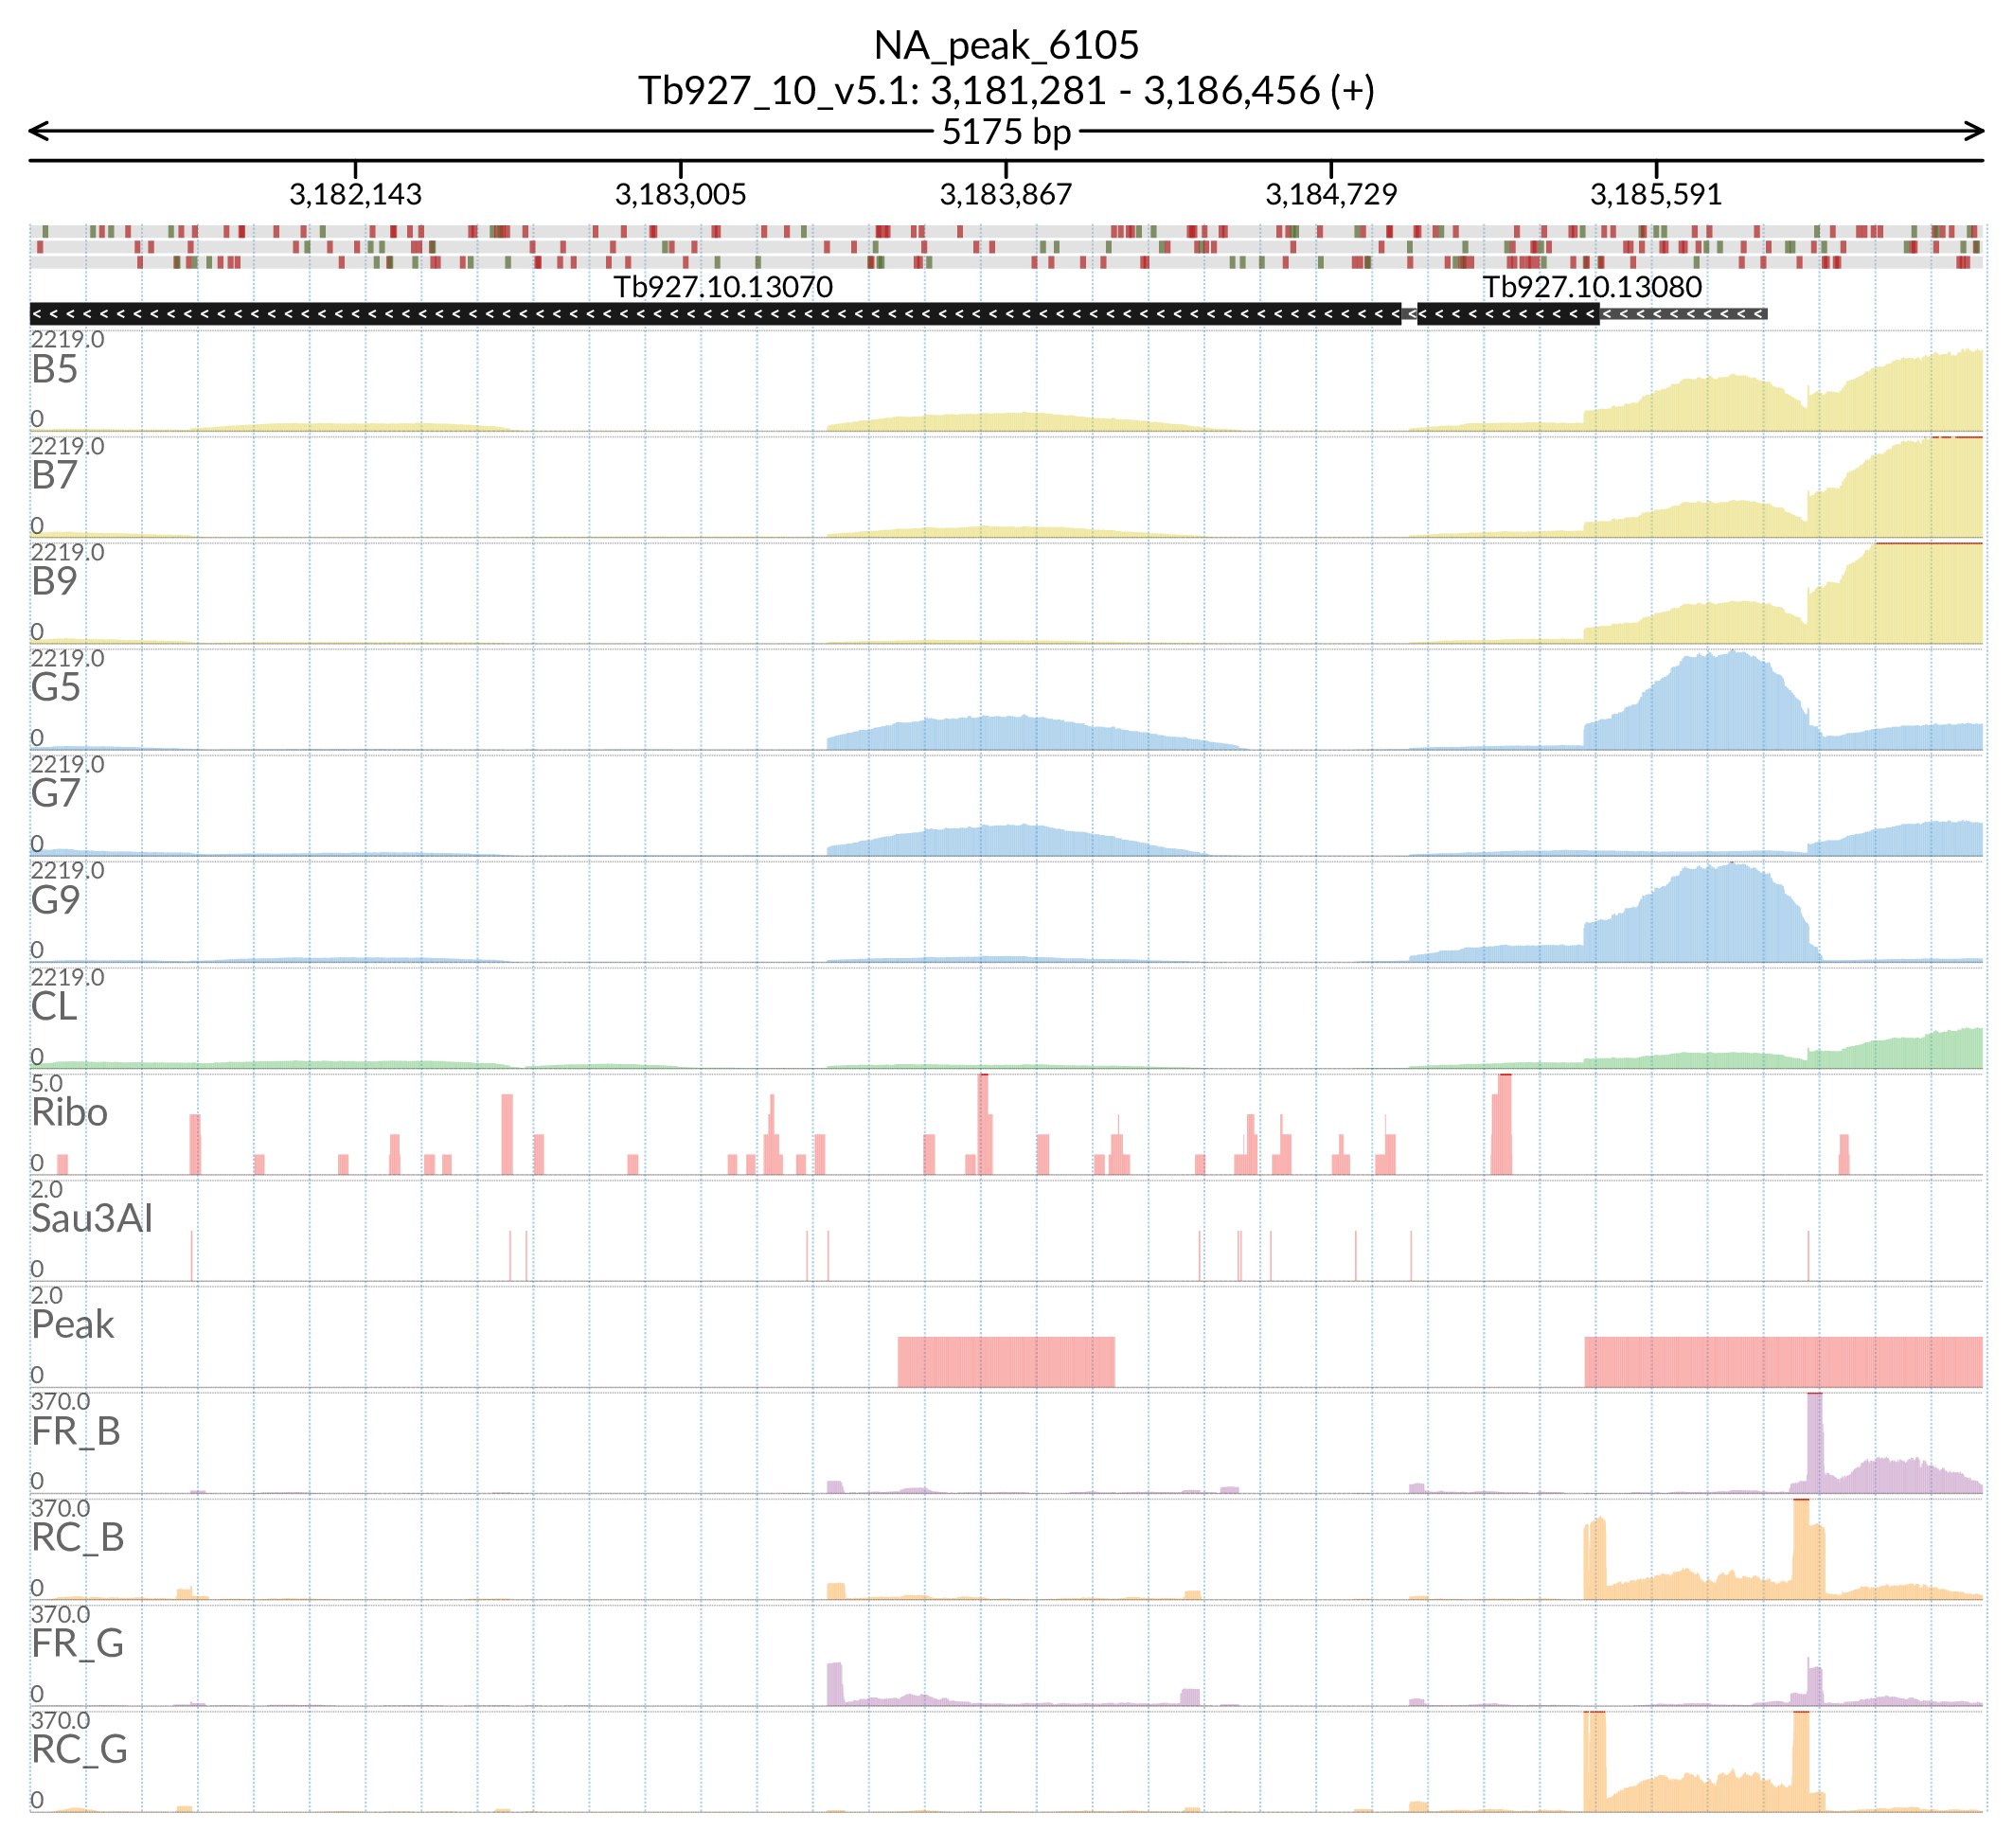 NA_peak_6105
Tb927_10_v5.1: 3,181,281 - 3,186,456 (+)
5175 bp
3,182,143 3,183,005 3,183,867 3,184,729 3,185,591
Tb927.10.13070 Tb927.10.13080
2219.0
B5
0
2219.0
B7
0
2219.0
B9
0
2219.0
G5
0
2219.0
G7
0
2219.0
G9
0
2219.0
CL
0
5.0
Ribo
0
2.0
Sau3AI
0
2.0
Peak
0
370.0
FR_B
0
370.0
RC_B
0
370.0
FR_G
0
370.0
RC_G
0